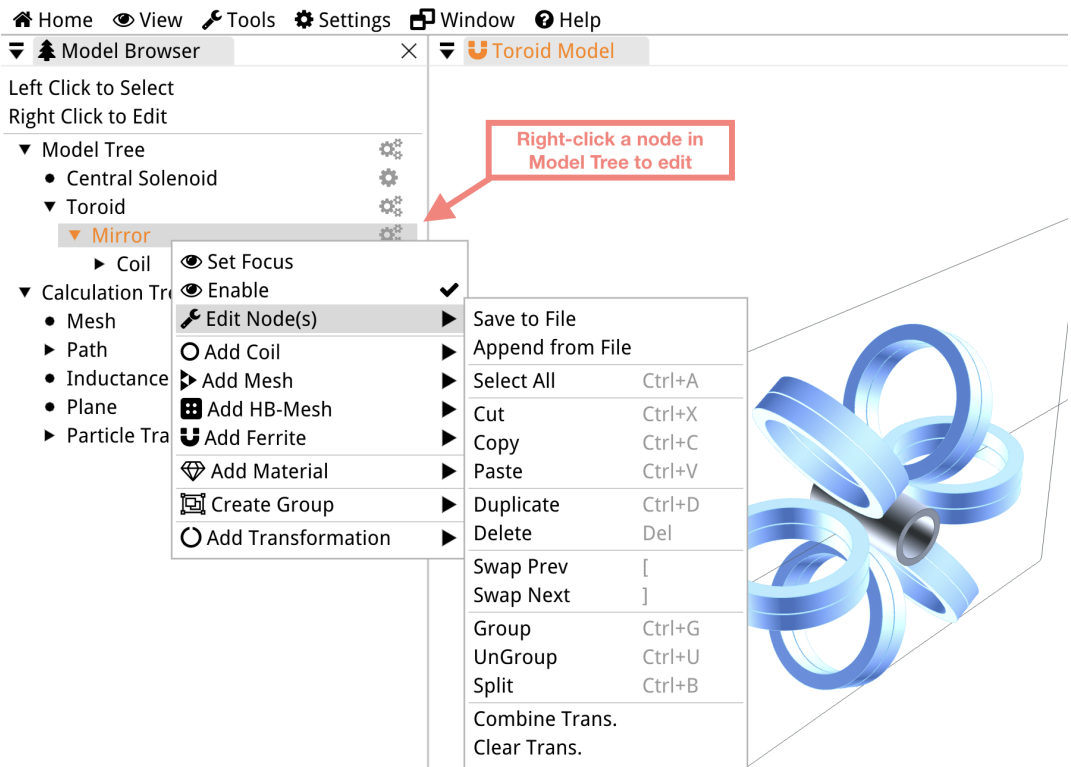 Home View Tools Settings Window Help
Model Browser
Toroid Model
Left Click to Select
Right Click to Edit
Right-click a node in
Model Tree to edit
Model Tree
Central Solenoid
Toroid
Mirror
Coil
Calculation Tre
Mesh
Path
Inductance
Plane
Particle Tra
Set Focus
Enable
Edit Node(s)
Add Coil
Add Mesh
Add HB-Mesh
Add Ferrite
Add Material
Create Group
Add Transformation
Save to File
Append from File
Select All Ctrl+A
Cut Ctrl+X
Copy Ctrl+C
Paste Ctrl+V
Duplicate Ctrl+D
Delete Del
Swap Prev [
Swap Next ]
Group Ctrl+G
UnGroup Ctrl+U
Split Ctrl+B
Combine Trans.
Clear Trans.